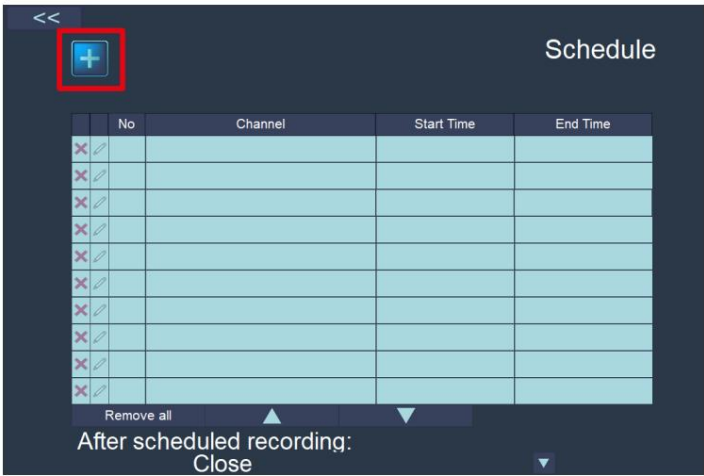 <<
Schedule
No Channel Start Time End Time
Remove all
After scheduled recording:
Close